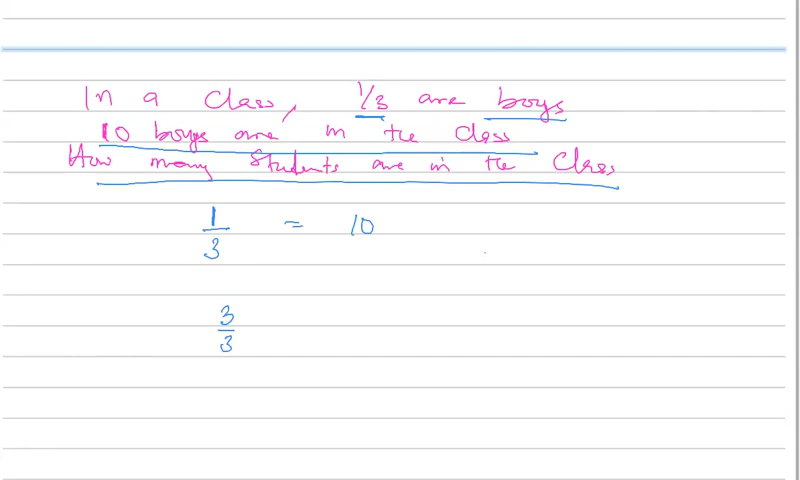 In a class, 1/3 are boys
10 boys are in the class
How many students are in the class
1/3 = 10
3/3